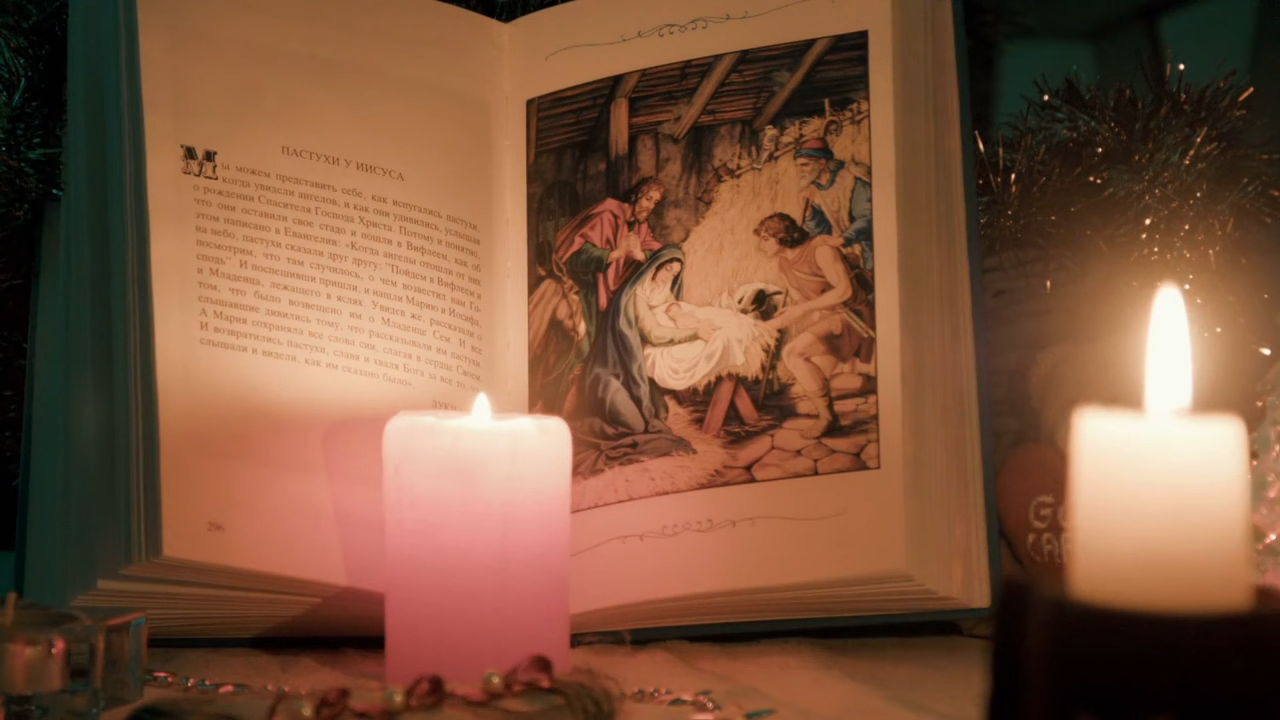 ПАСТУХИ У ИИСУСА
Мы можем представить себе, как испугались пастухи,
когда увидели ангелов, и как они удивились, услышав
о рождении Спасителя Господа Христа. Потому и понятно,
что они оставили свое стадо и пошли в Вифлеем, как об
этом написано в Евангелии: «Когда ангелы отошли от них
на небо, пастухи сказали друг другу: "Пойдем в Вифлеем и
посмотрим, что там случилось, о чем возвестил нам Го-
сподь". И поспешивши пришли, и нашли Марию и Иосифа,
и Младенца, лежащего в яслях. Увидев же, рассказали о
том, что было возвещено им о Младенце Сем. И все
слышавшие дивились тому, что рассказывали им пастухи.
А Мария сохраняла все слова сии, слагая в сердце Своем.
И возвратились пастухи, славя и хваля Бога за все то, что
слышали и видели, как им сказано было».
296